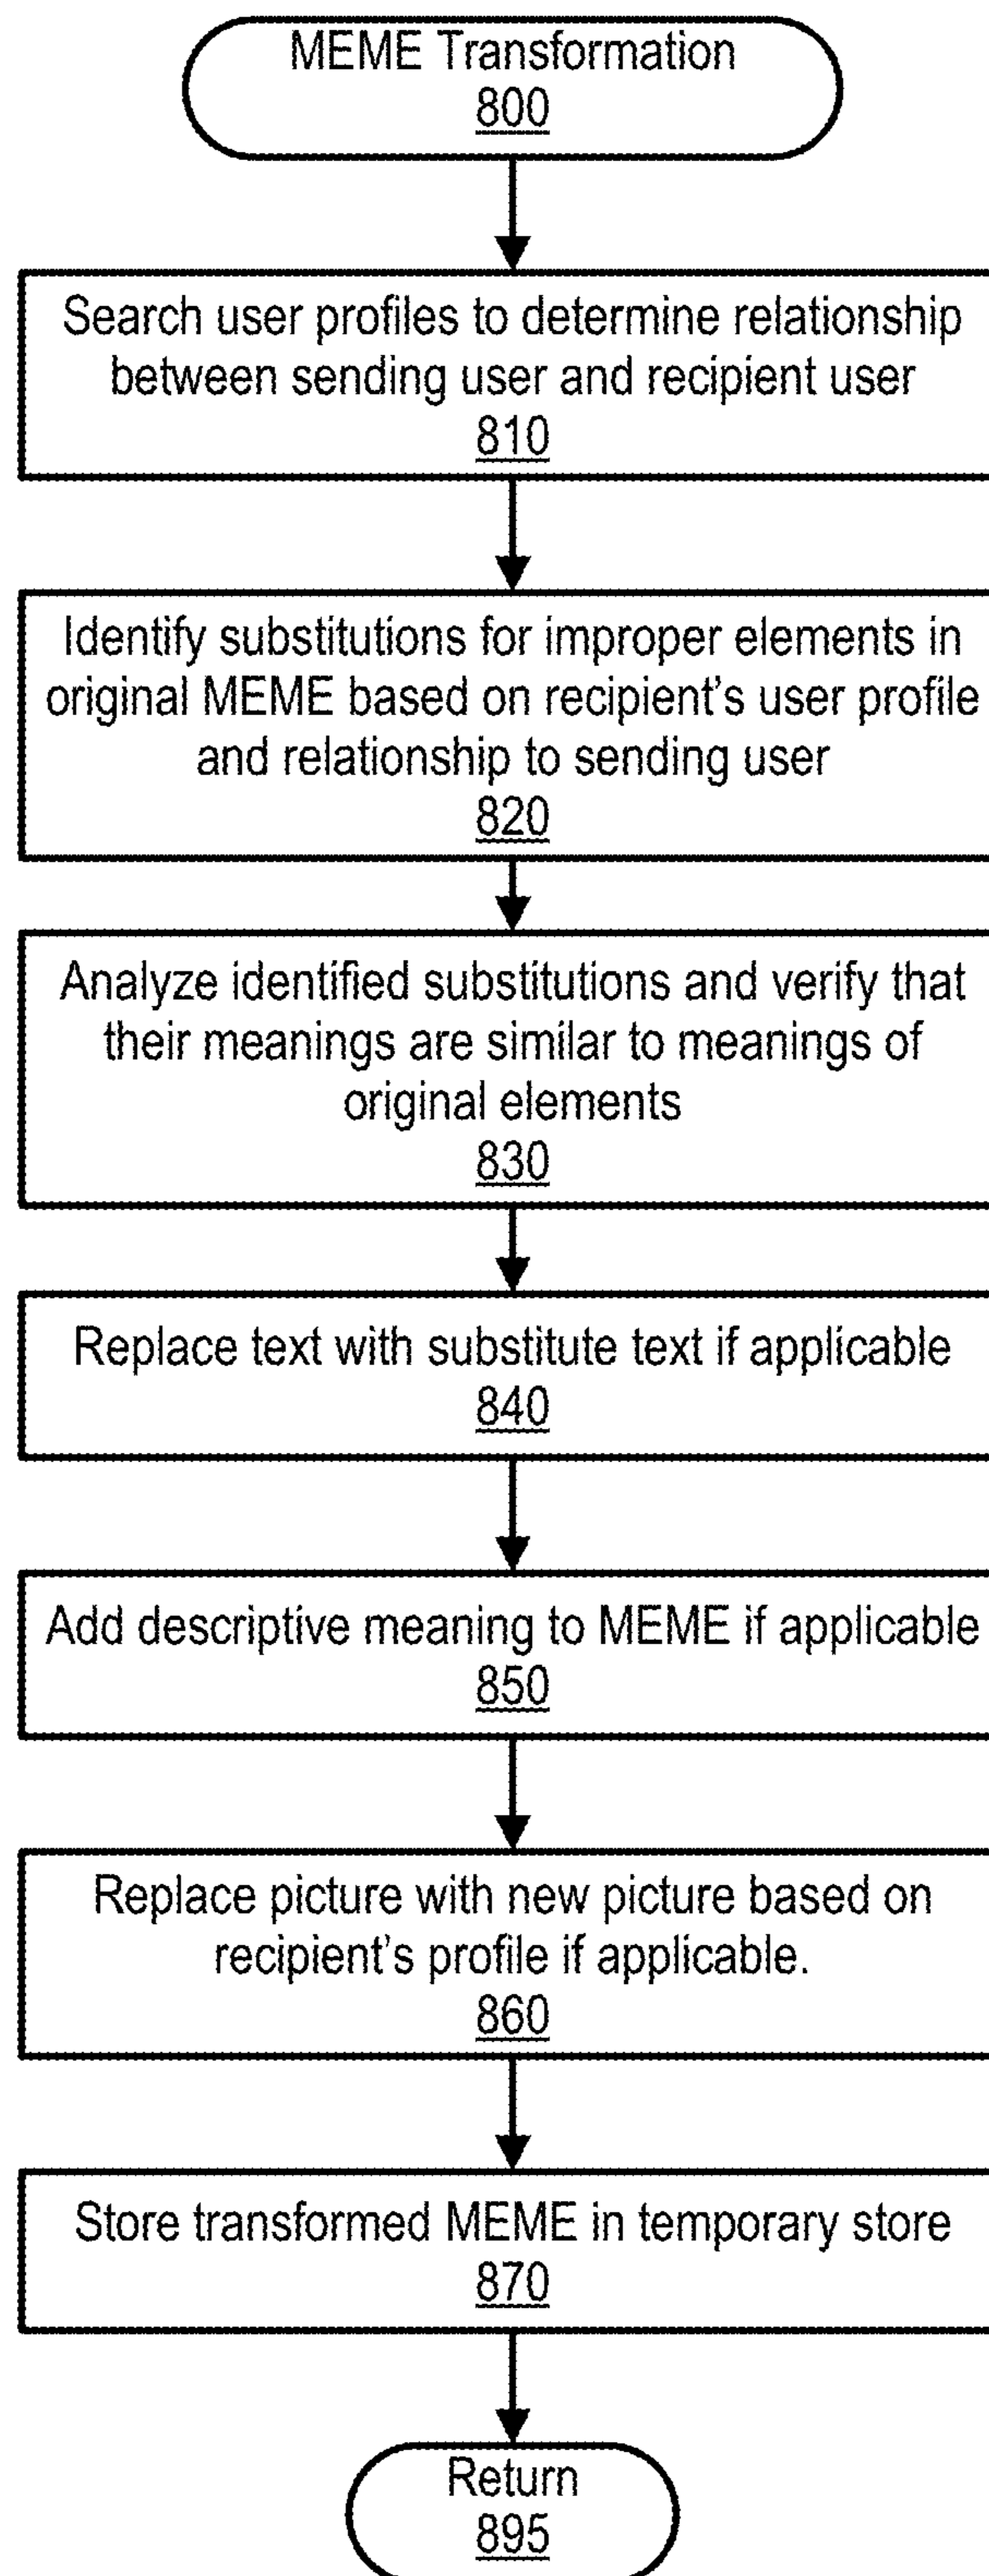 MEME Transformation
800
Search user profiles to determine relationship
between sending user and recipient user
810
Identify substitutions for improper elements in
original MEME based on recipient's user profile
and relationship to sending user
820
Analyze identified substitutions and verify that
their meanings are similar to meanings of
original elements
830
Replace text with substitute text if applicable
840
Add descriptive meaning to MEME if applicable
850
Replace picture with new picture based on
recipient's profile if applicable.
860
Store transformed MEME in temporary store
870
Return
895